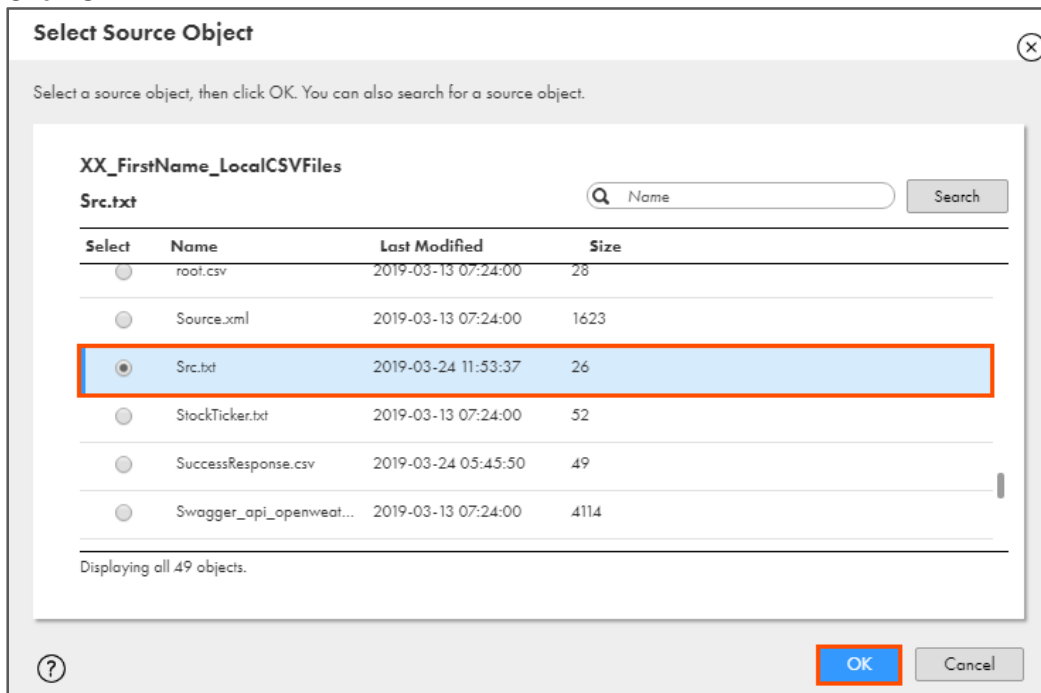 Select Source Object
Select a source object, then click OK. You can also search for a source object.
XX_FirstName_LocalCSVFiles
Src.txt
Name
Search
Select Name Last Modified Size
root.csv 2019-03-13 07:24:00 28
Source.xml 2019-03-13 07:24:00 1623
Src.txt 2019-03-24 11:53:37 26
StockTicker.txt 2019-03-13 07:24:00 52
SuccessResponse.csv 2019-03-24 05:45:50 49
Swagger_api_openweat... 2019-03-13 07:24:00 4114
Displaying all 49 objects.
?
OK Cancel